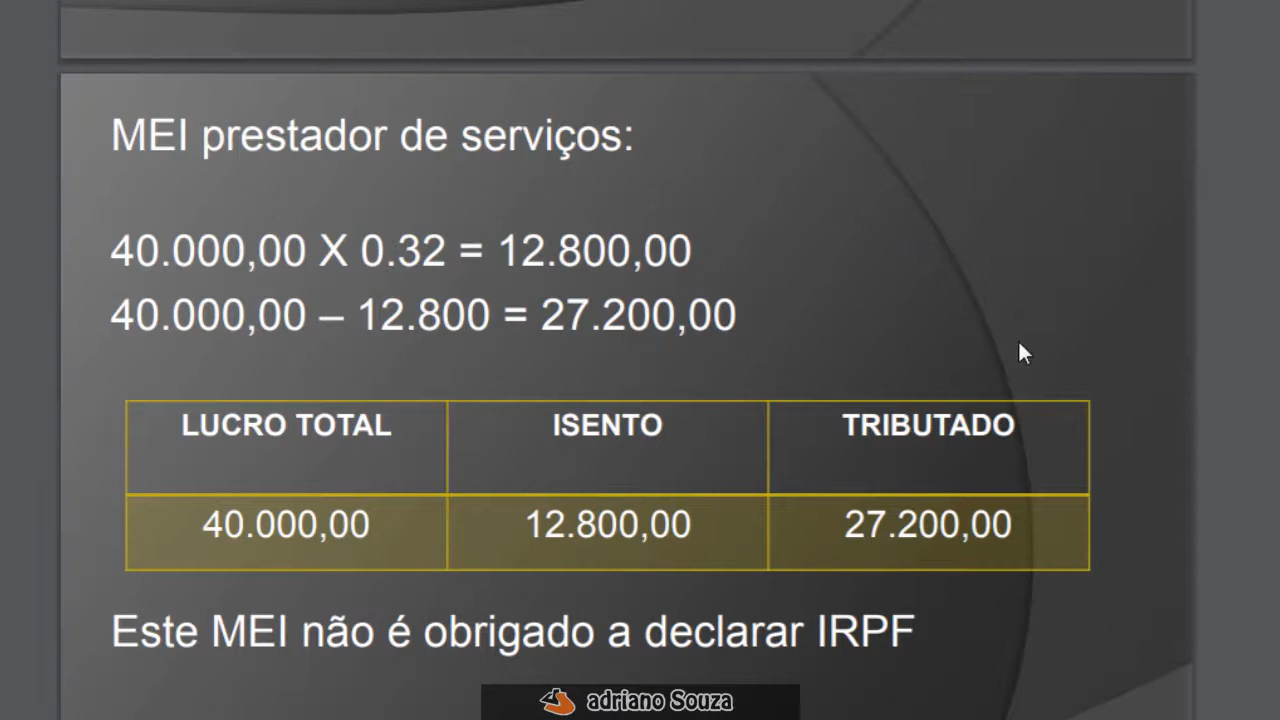 MEI prestador de serviços:
40.000,00 X 0.32 = 12.800,00
40.000,00 – 12.800 = 27.200,00
LUCRO TOTAL ISENTO TRIBUTADO
40.000,00 12.800,00 27.200,00
Este MEI não é obrigado a declarar IRPF
adriano Souza